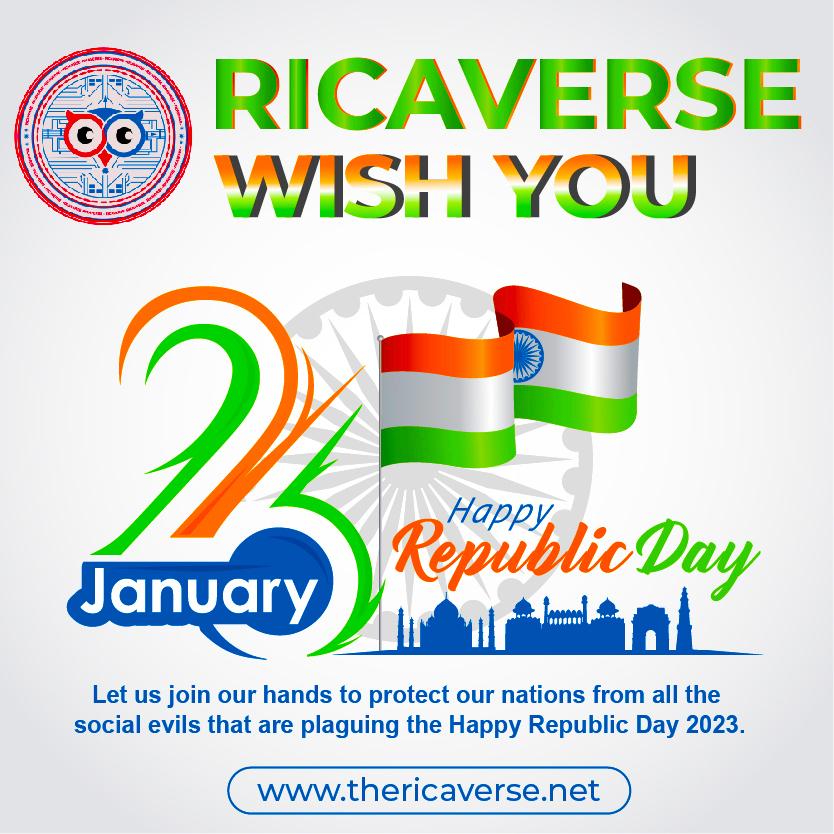 RICAVERSE
WISH YOU
26
January
Happy
Republic Day
Let us join our hands to protect our nations from all the
social evils that are plaguing the Happy Republic Day 2023.
www.thericaverse.net